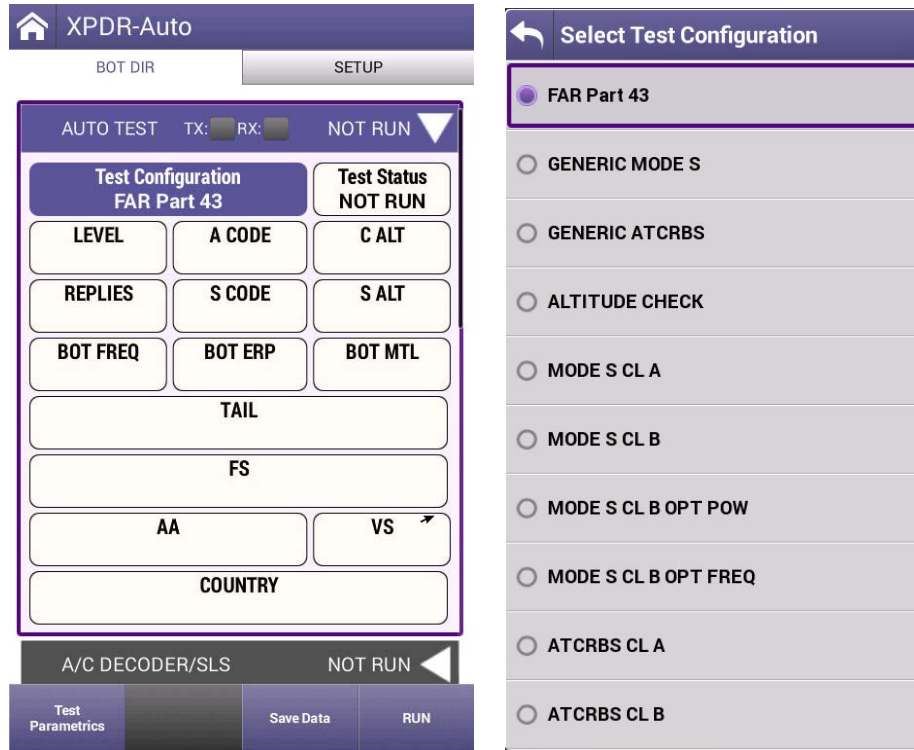 XPDR-Auto
BOT DIR
SETUP
AUTO TEST TX: RX: NOT RUN
Test Configuration
FAR Part 43
Test Status
NOT RUN
LEVEL
A CODE
C ALT
REPLIES
S CODE
S ALT
BOT FREQ
BOT ERP
BOT MTL
TAIL
FS
AA
VS
COUNTRY
A/C DECODER/SLS NOT RUN
Test
Parametrics
Save Data
RUN
Select Test Configuration
FAR Part 43
GENERIC MODE S
GENERIC ATCRBS
ALTITUDE CHECK
MODE S CL A
MODE S CL B
MODE S CL B OPT POW
MODE S CL B OPT FREQ
ATCRBS CL A
ATCRBS CL B